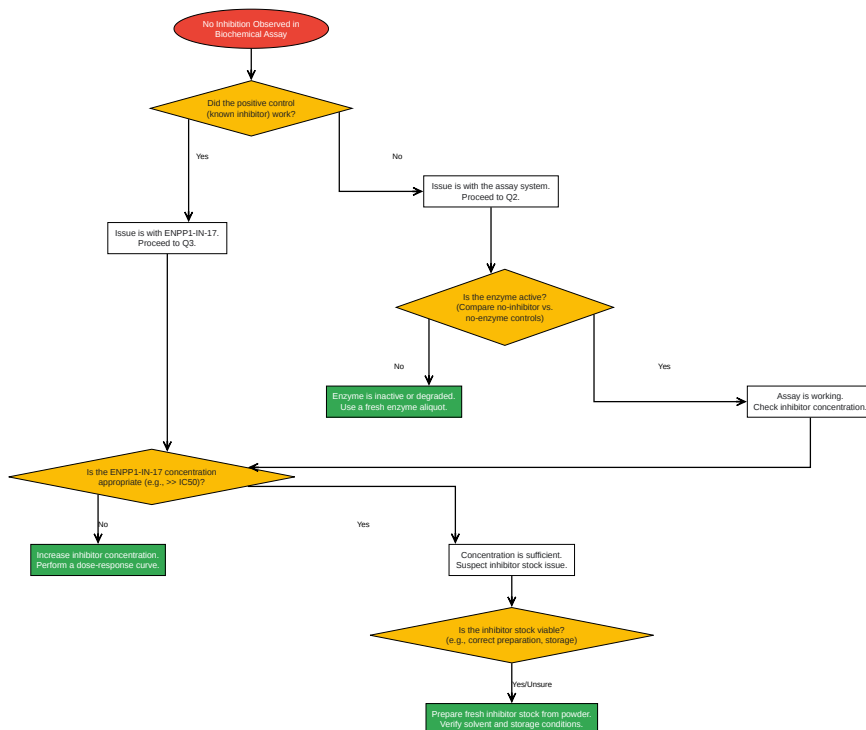 No Inhibition Observed in
Biochemical Assay
Did the positive control
(known inhibitor) work?
Yes
No
Issue is with the assay system.
Proceed to Q2.
Issue is with ENPP1-IN-17.
Proceed to Q3.
Is the enzyme active?
(Compare no-inhibitor vs.
no-enzyme controls)
No
Yes
Enzyme is inactive or degraded.
Use a fresh enzyme aliquot.
Assay is working.
Check inhibitor concentration.
Is the ENPP1-IN-17 concentration
appropriate (e.g., >> IC50)?
No
Yes
Increase inhibitor concentration.
Perform a dose-response curve.
Concentration is sufficient.
Suspect inhibitor stock issue.
Is the inhibitor stock viable?
(e.g., correct preparation, storage)
Yes/Unsure
Prepare fresh inhibitor stock from powder.
Verify solvent and storage conditions.